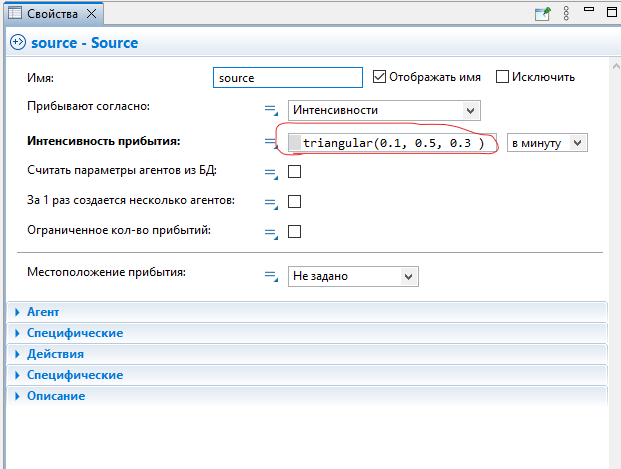 Свойства
source - Source
Имя: source Отображать имя Исключить
Прибывают согласно: Интенсивности
Интенсивность прибытия: triangular(0.1, 0.5, 0.3 ) в минуту
Считать параметры агентов из БД:
За 1 раз создается несколько агентов:
Ограниченное кол-во прибытий:
Местоположение прибытия: Не задано
Агент
Специфические
Действия
Специфические
Описание